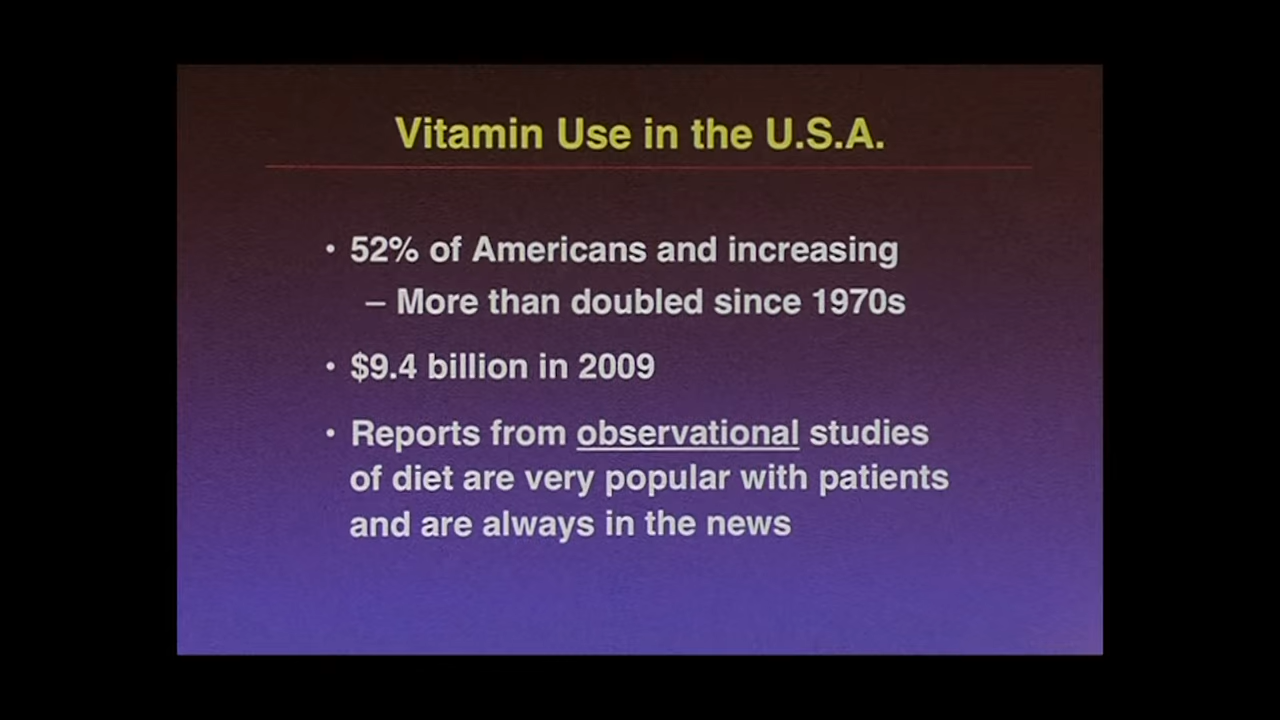 Vitamin Use in the U.S.A.
• 52% of Americans and increasing
– More than doubled since 1970s
• $9.4 billion in 2009
• Reports from observational studies
of diet are very popular with patients
and are always in the news